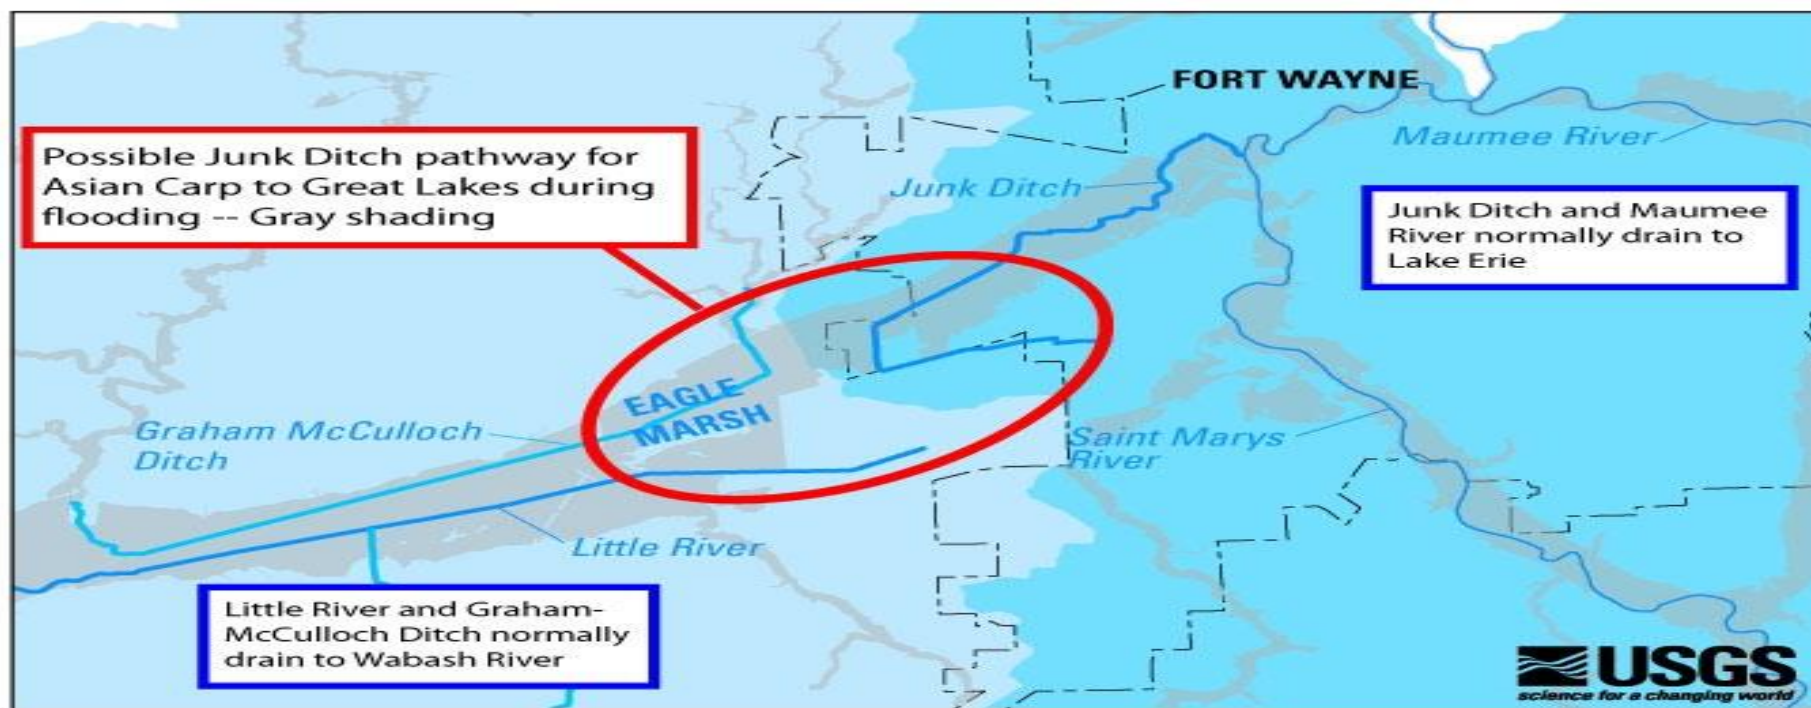 FORT WAYNE
Maumee River
Possible Junk Ditch pathway for
Asian Carp to Great Lakes during
flooding -- Gray shading
Junk Ditch
Junk Ditch and Maumee
River normally drain to
Lake Erie
EAGLE
MARSH
Graham McCulloch
Ditch
Saint Marys
River
Little River
Little River and Graham-
McCulloch Ditch normally
drain to Wabash River
USGS
science for a changing world